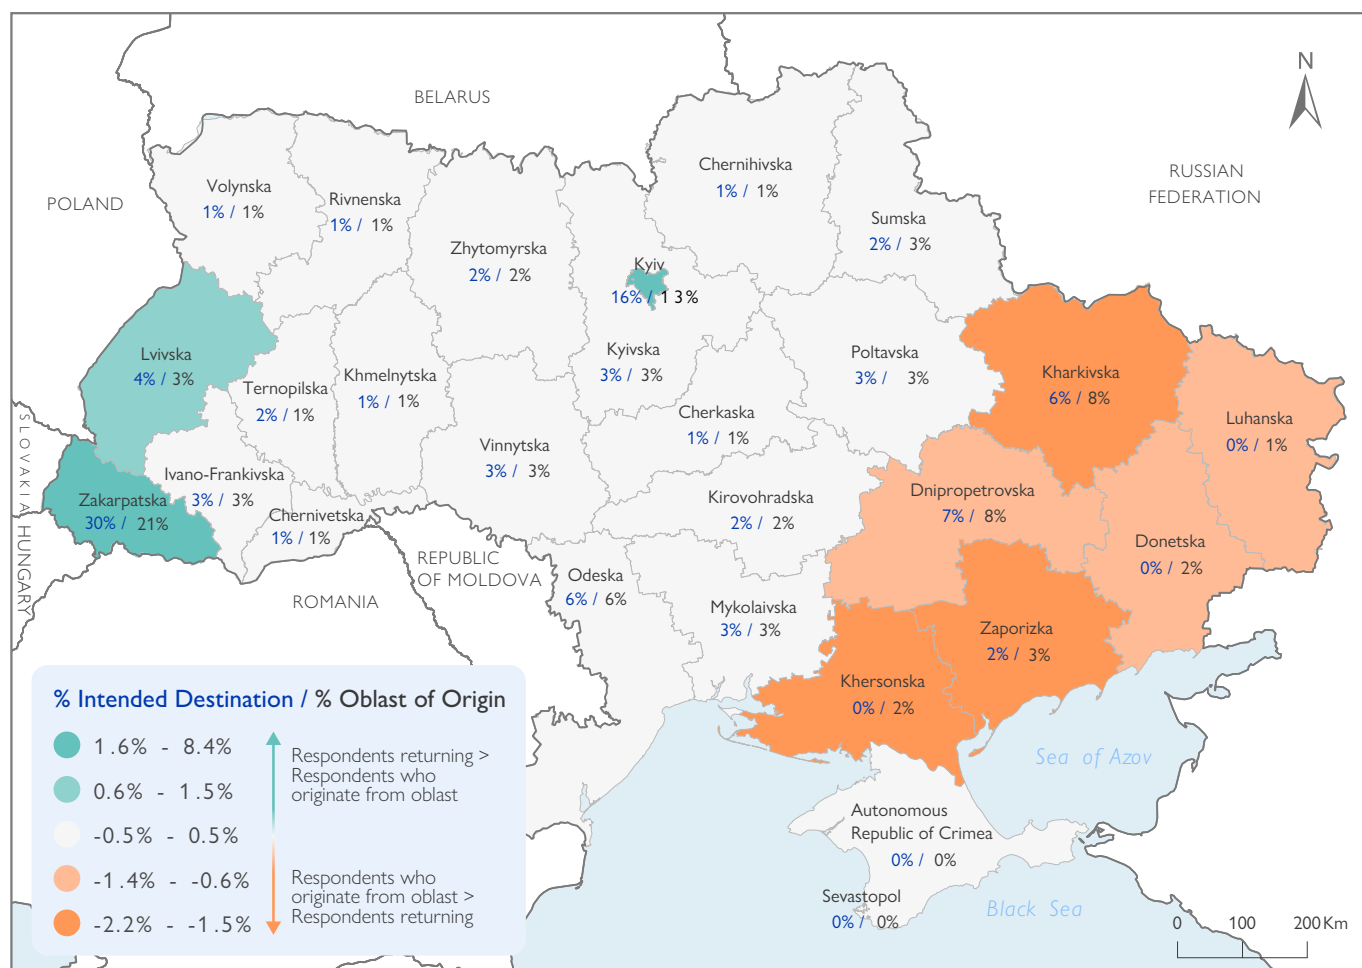 N
BELARUS
RUSSIAN
FEDERATION
POLAND
Chernihivska
1% / 1%
Volynska
1% / 1%
Rivnenska
1% / 1%
Sumska
2% / 3%
Zhytomyrska
2% / 2%
Kyiv
16% / 13%
Lvivska
4% / 3%
Kyivska
3% / 3%
Poltavska
3% / 3%
Kharkivska
6% / 8%
Ternopilska
2% / 1%
Khmelnytska
1% / 1%
Cherkaska
1% / 1%
Luhanska
0% / 1%
Vinnytska
3% / 3%
SLOVAKIA
HUNGARY
Zakarpatska
30% / 21%
Ivano-Frankivska
3% / 3%
Chernivetska
1% / 1%
Kirovohradska
2% / 2%
Dnipropetrovska
7% / 8%
Donetska
0% / 2%
REPUBLIC
OF MOLDOVA
ROMANIA
Odeska
6% / 6%
Mykolaivska
3% / 3%
Zaporizka
2% / 3%
Khersonska
0% / 2%
Sea of Azov
Autonomous
Republic of Crimea
0% / 0%
Sevastopol
0% / 0%
Black Sea
% Intended Destination / % Oblast of Origin
1.6% - 8.4%
0.6% - 1.5%
-0.5% - 0.5%
-1.4% - -0.6%
-2.2% - -1.5%
Respondents returning >
Respondents who
originate from oblast
Respondents who
originate from oblast >
Respondents returning
0 100 200 Km